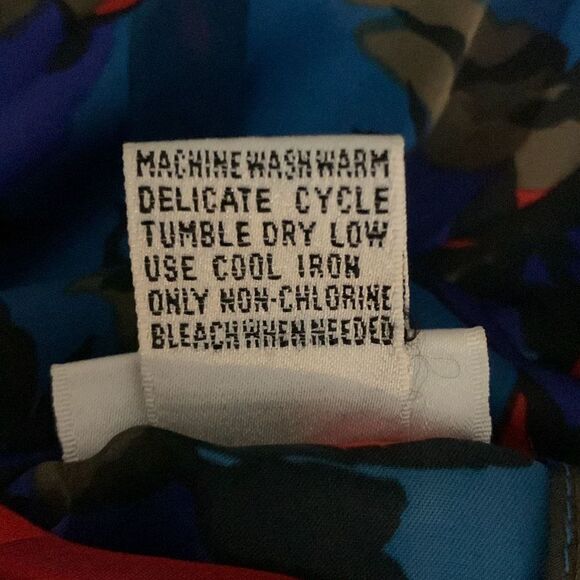 MACHINE WASH WARM
DELICATE CYCLE
TUMBLE DRY LOW
USE COOL IRON
ONLY NON-CHLORINE
BLEACH WHEN NEEDED